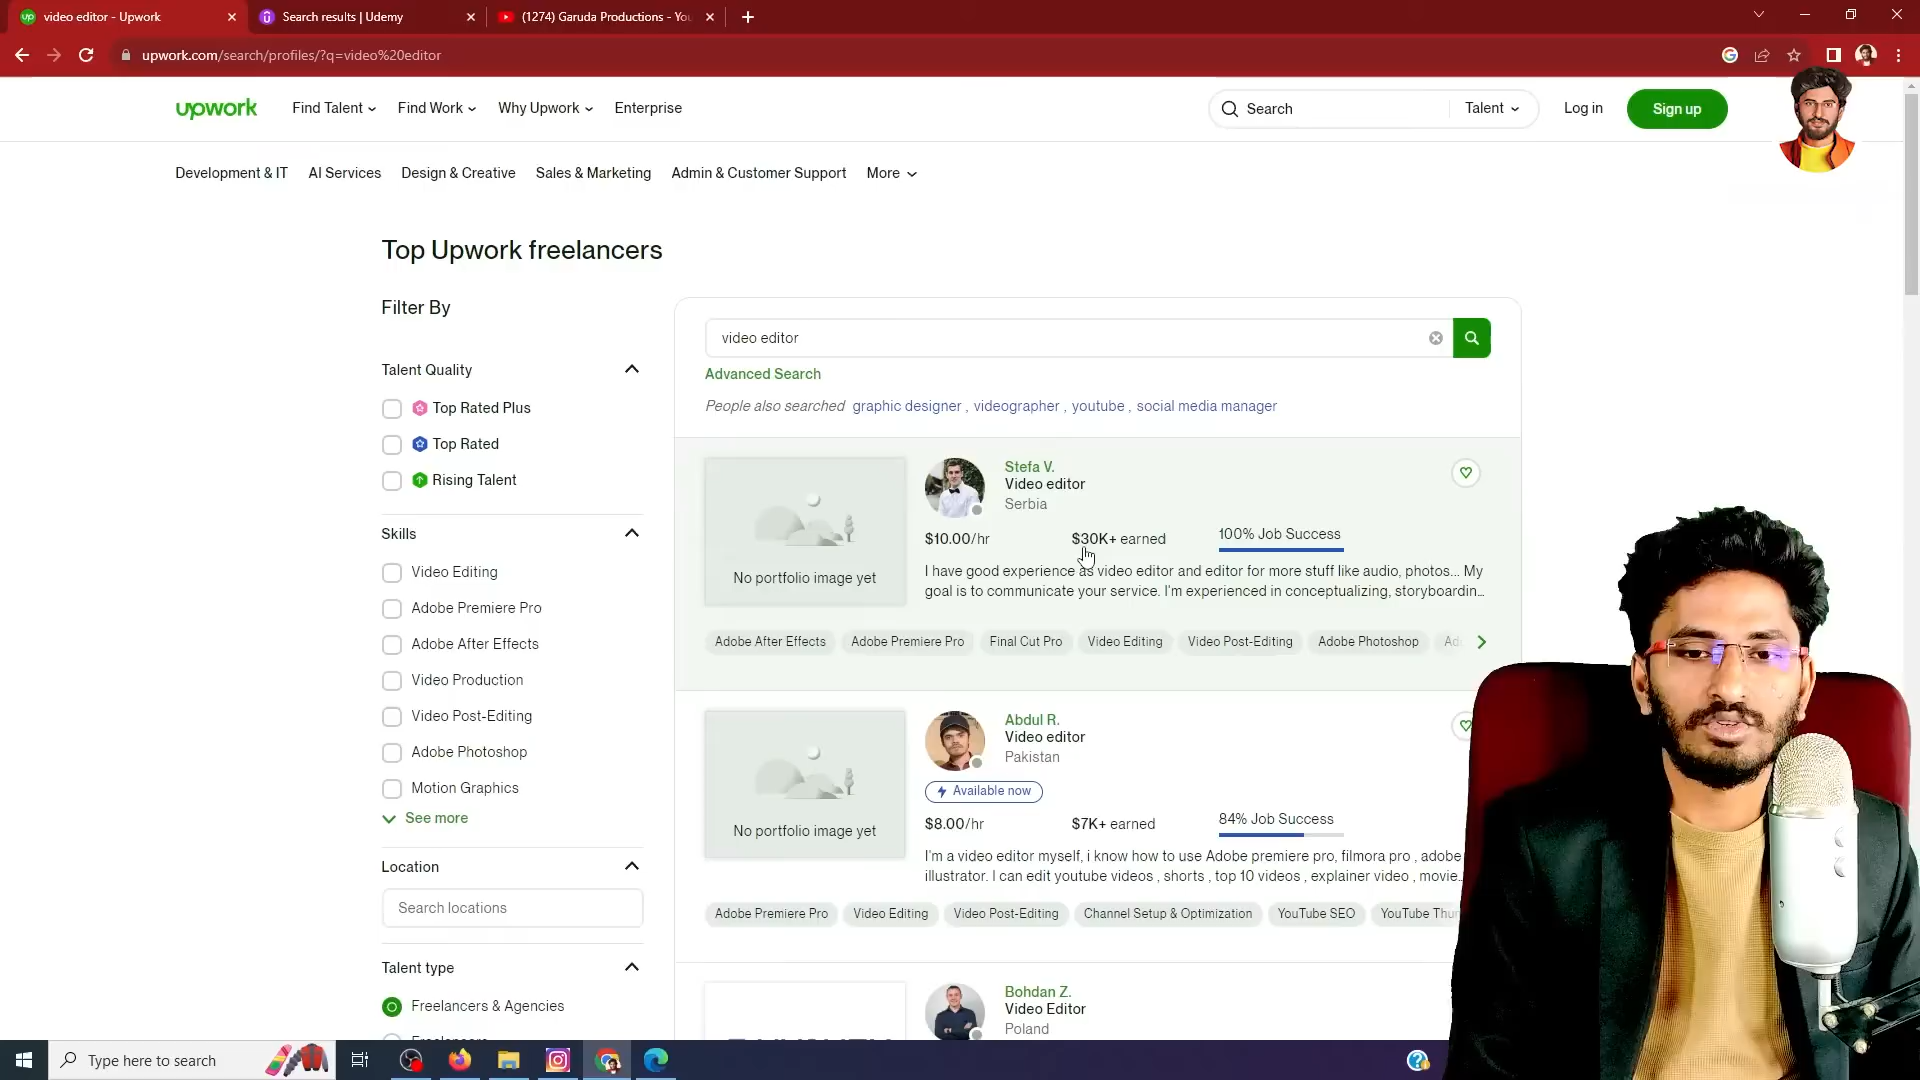 video editor - Upwork
Search results | Udemy
(1274) Garuda Productions - You
upwork.com/search/profiles/?q=video%20editor
upwork
Find Talent
Find Work
Why Upwork
Enterprise
Search
Talent
Log in
Sign up
Development & IT
AI Services
Design & Creative
Sales & Marketing
Admin & Customer Support
More
Top Upwork freelancers
Filter By
Talent Quality
Top Rated Plus
Top Rated
Rising Talent
Skills
Video Editing
Adobe Premiere Pro
Adobe After Effects
Video Production
Video Post-Editing
Adobe Photoshop
Motion Graphics
See more
Location
Search locations
Talent type
Freelancers & Agencies
video editor
Advanced Search
People also searched graphic designer , videographer , youtube , social media manager
No portfolio image yet
Stefa V.
Video editor
Serbia
$10.00/hr
$30K+ earned
100% Job Success
I have good experience as video editor and editor for more stuff like audio, photos... My
goal is to communicate your service. I'm experienced in conceptualizing, storyboardin...
Adobe After Effects
Adobe Premiere Pro
Final Cut Pro
Video Editing
Video Post-Editing
Adobe Photoshop
No portfolio image yet
Abdul R.
Video editor
Pakistan
Available now
$8.00/hr
$7K+ earned
84% Job Success
I'm a video editor myself, i know how to use Adobe premiere pro, filmora pro , adobe
illustrator. I can edit youtube videos , shorts , top 10 videos , explainer video , movie...
Adobe Premiere Pro
Video Editing
Video Post-Editing
Channel Setup & Optimization
YouTube SEO
YouTube Thu
Bohdan Z.
Video Editor
Poland
Type here to search